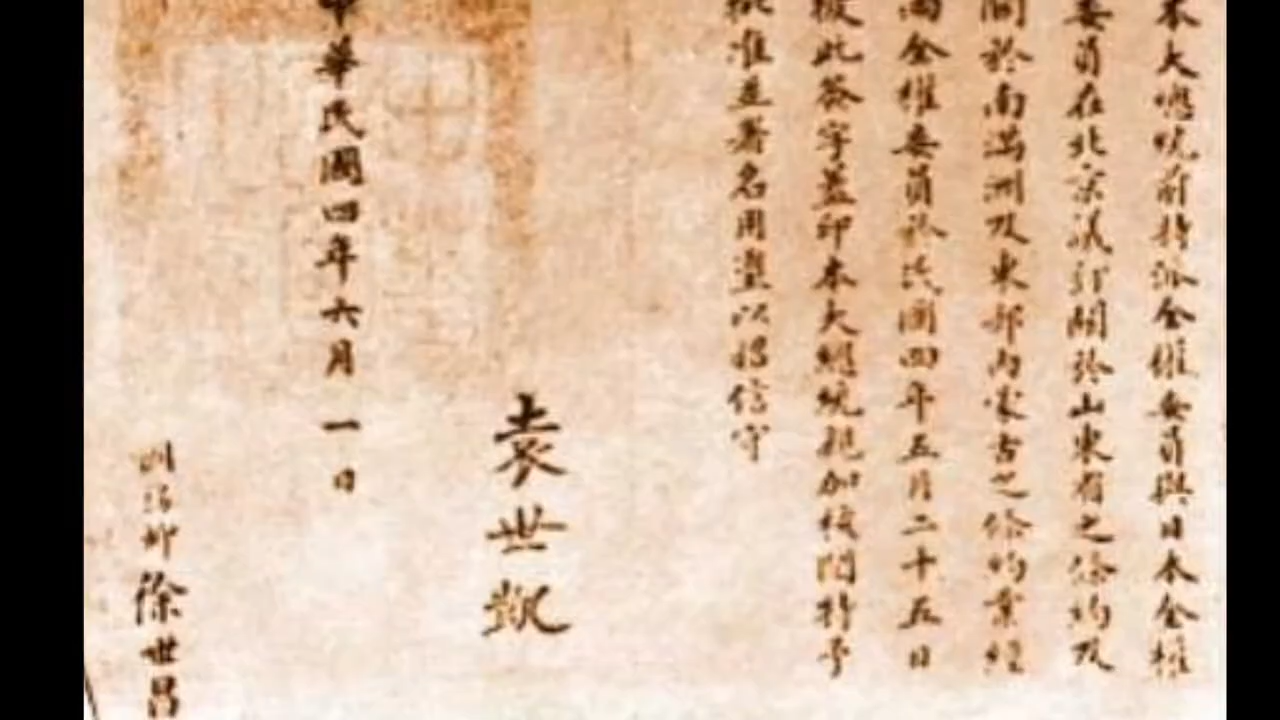 本大總統前特派全權委員與日本全權
委員在北京議訂關於山東省之條約及
關於南滿洲及東部內蒙古之條約業經
兩全權委員於民國四年五月二十五日
彼此簽字蓋印本大總統親加核閱特予
批准並署名用璽以昭信守
袁世凱
中華民國四年六月一日
國務卿 徐世昌